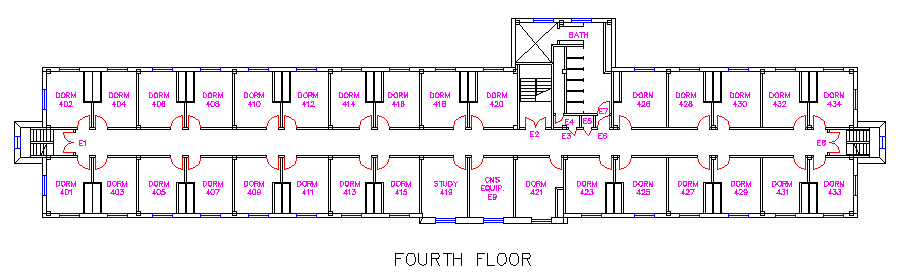 BATH
DORM 402
DORM 404
DORM 406
DORM 408
DORM 410
DORM 412
DORM 414
DORM 416
DORM 418
DORM 420
DORM 426
DORM 428
DORM 430
DORM 432
DORM 434
E7
E4
E5
E1
E2
E3
E6
E8
DORM 401
DORM 403
DORM 405
DORM 407
DORM 409
DORM 411
DORM 413
DORM 415
STUDY 419
CNS EQUIP. E9
DORM 421
DORM 423
DORM 425
DORM 427
DORM 429
DORM 431
DORM 433
FOURTH FLOOR